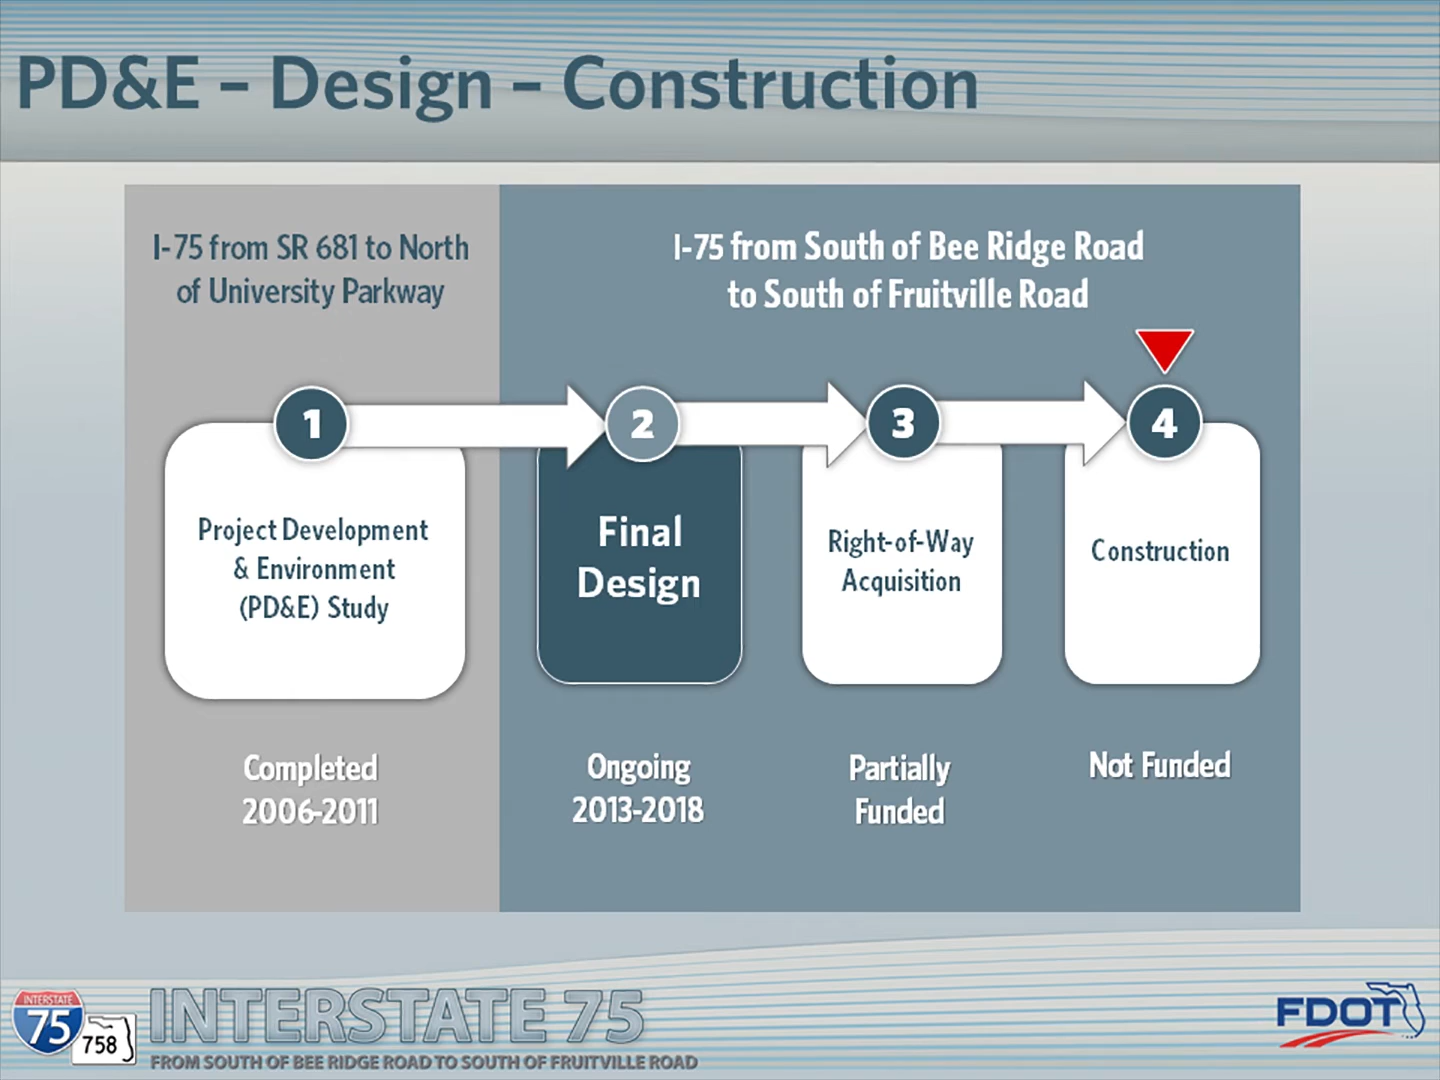 PD&E – Design – Construction
I-75 from SR 681 to North
of University Parkway
I-75 from South of Bee Ridge Road
to South of Fruitville Road
1
2
3
4
Project Development
& Environment
(PD&E) Study
Final
Design
Right-of-Way
Acquisition
Construction
Completed
2006-2011
Ongoing
2013-2018
Partially
Funded
Not Funded
INTERSTATE
75
758
INTERSTATE 75
FROM SOUTH OF BEE RIDGE ROAD TO SOUTH OF FRUITVILLE ROAD
FDOT